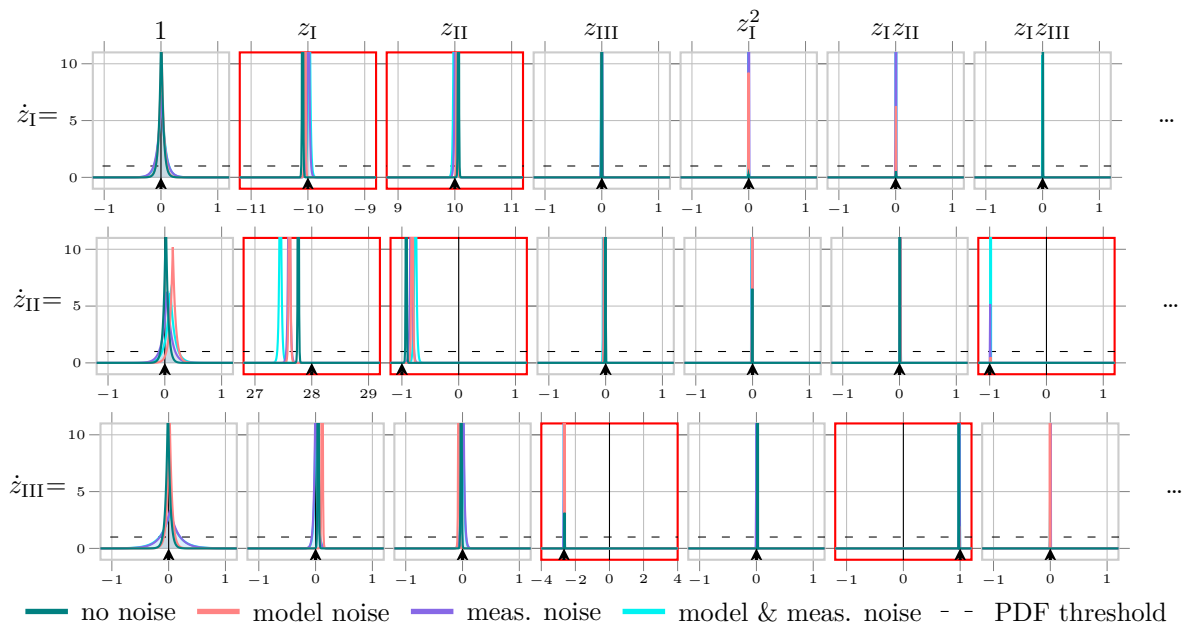 1 z_I z_II z_III z_I^2 z_I z_II z_I z_III
10
5
0
ż_I= ...
−1 0 1 −11 −10 −9 9 10 11 −1 0 1 −1 0 1 −1 0 1 −1 0 1
10
5
0
ż_II= ...
−1 0 1 27 28 29 −1 0 1 −1 0 1 −1 0 1 −1 0 1 −1 0 1
10
5
0
ż_III= ...
−1 0 1 −1 0 1 −1 0 1 −4 −2 0 2 4 −1 0 1 −1 0 1 −1 0 1
no noise model noise meas. noise model & meas. noise PDF threshold